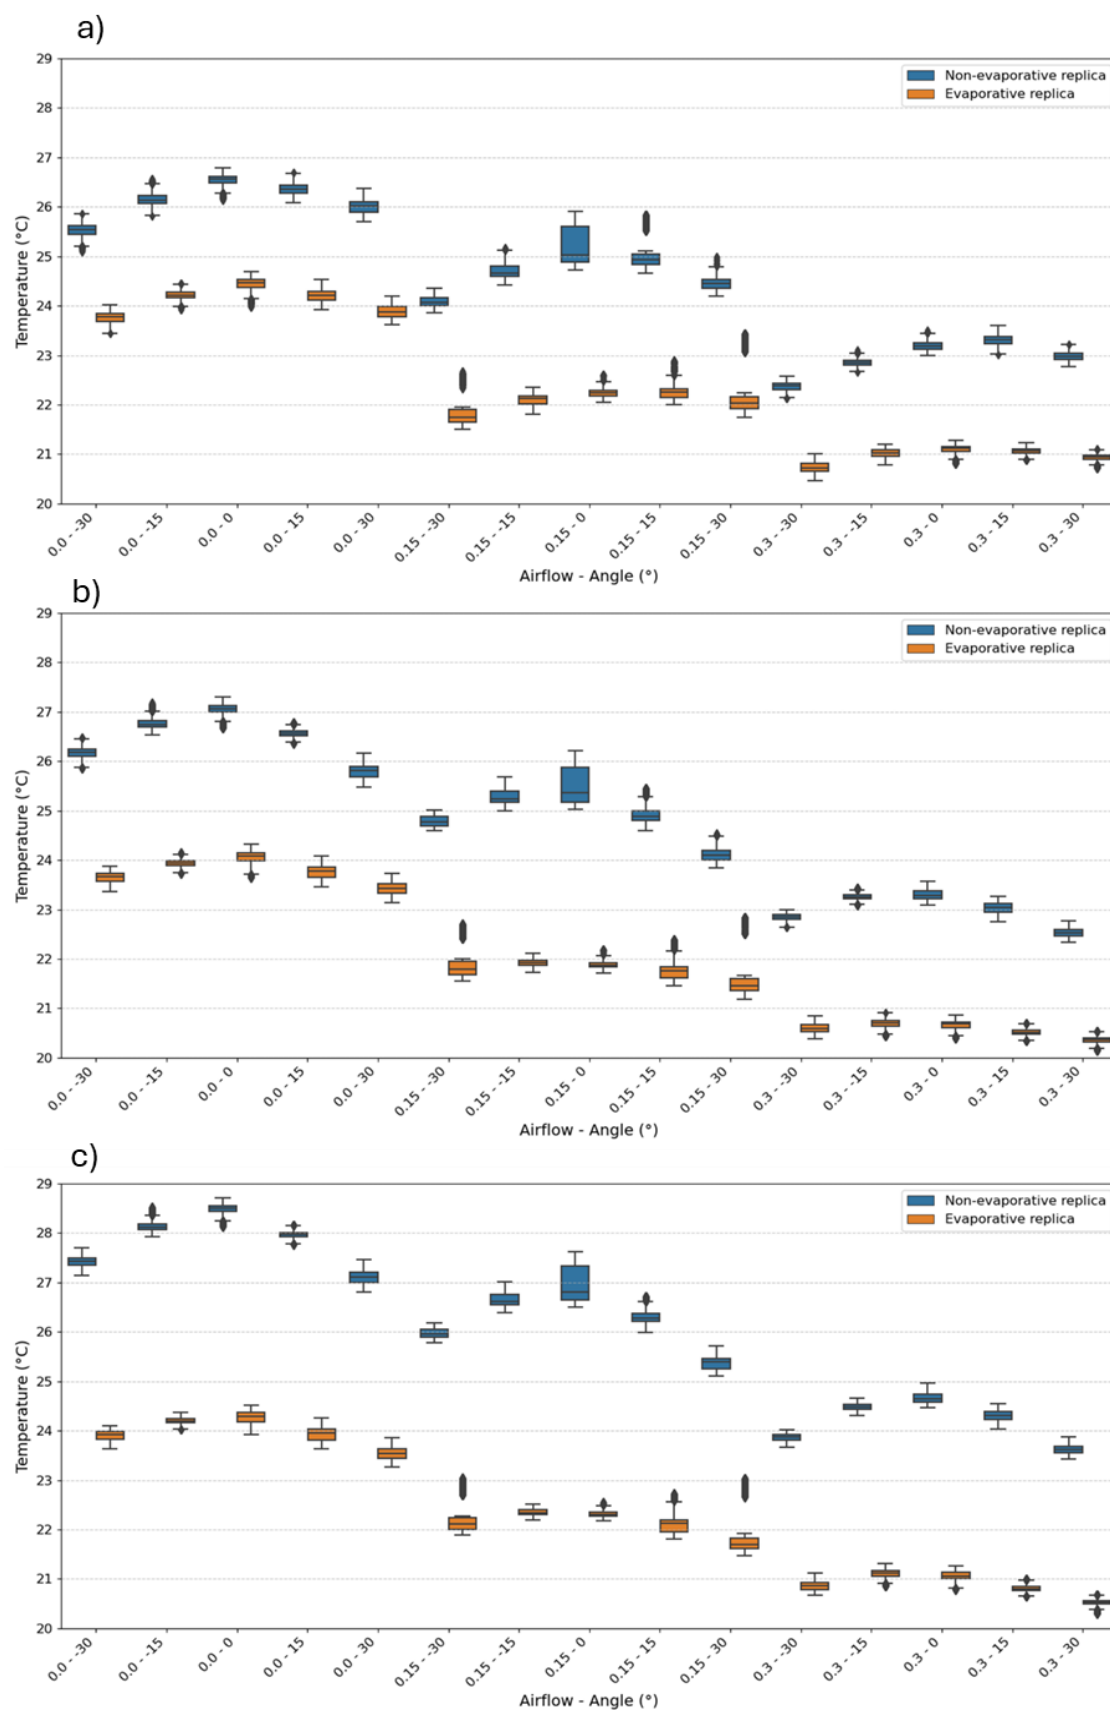 a)
29
28
27
26
25
24
23
22
21
20
Temperature (°C)
Non-evaporative replica
Evaporative replica
0.0 - -30
0.0 - -15
0.0 - 0
0.0 - 15
0.0 - 30
0.15 - -30
0.15 - -15
0.15 - 0
0.15 - 15
0.15 - 30
0.3 - -30
0.3 - -15
0.3 - 0
0.3 - 15
0.3 - 30
Airflow - Angle (°)
b)
29
28
27
26
25
24
23
22
21
20
Temperature (°C)
Non-evaporative replica
Evaporative replica
0.0 - -30
0.0 - -15
0.0 - 0
0.0 - 15
0.0 - 30
0.15 - -30
0.15 - -15
0.15 - 0
0.15 - 15
0.15 - 30
0.3 - -30
0.3 - -15
0.3 - 0
0.3 - 15
0.3 - 30
Airflow - Angle (°)
c)
29
28
27
26
25
24
23
22
21
20
Temperature (°C)
Non-evaporative replica
Evaporative replica
0.0 - -30
0.0 - -15
0.0 - 0
0.0 - 15
0.0 - 30
0.15 - -30
0.15 - -15
0.15 - 0
0.15 - 15
0.15 - 30
0.3 - -30
0.3 - -15
0.3 - 0
0.3 - 15
0.3 - 30
Airflow - Angle (°)